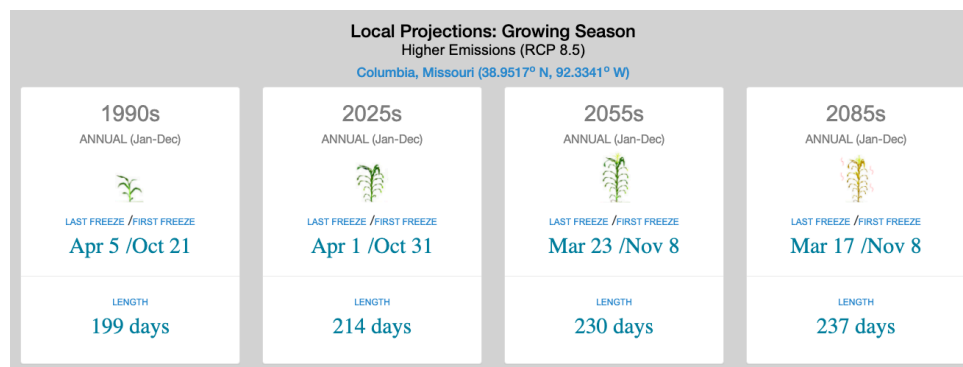 Local Projections: Growing Season
Higher Emissions (RCP 8.5)
Columbia, Missouri (38.9517° N, 92.3341° W)
1990s
ANNUAL (Jan-Dec)
LAST FREEZE /FIRST FREEZE
Apr 5 /Oct 21
LENGTH
199 days
2025s
ANNUAL (Jan-Dec)
LAST FREEZE /FIRST FREEZE
Apr 1 /Oct 31
LENGTH
214 days
2055s
ANNUAL (Jan-Dec)
LAST FREEZE /FIRST FREEZE
Mar 23 /Nov 8
LENGTH
230 days
2085s
ANNUAL (Jan-Dec)
LAST FREEZE /FIRST FREEZE
Mar 17 /Nov 8
LENGTH
237 days